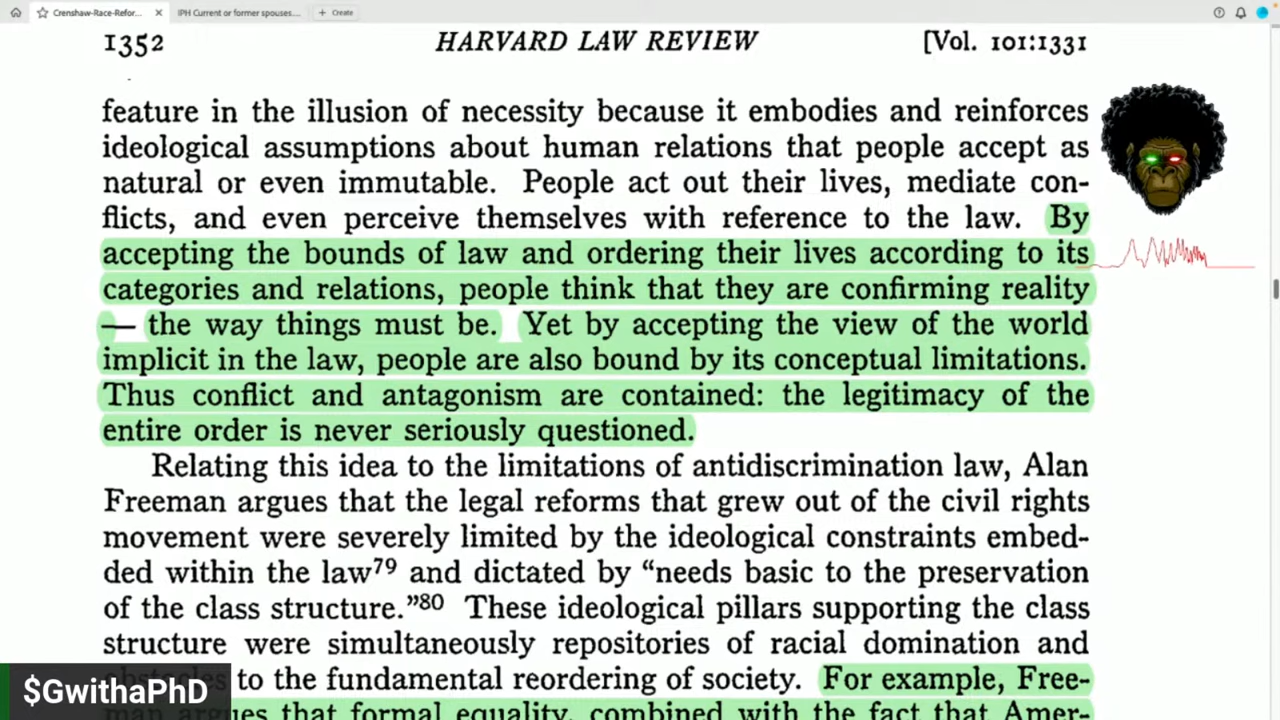 Crenshaw-Race-Refor...
IPH Current or former spouses....
+ Create
1352 HARVARD LAW REVIEW [Vol. 101:1331
feature in the illusion of necessity because it embodies and reinforces
ideological assumptions about human relations that people accept as
natural or even immutable. People act out their lives, mediate con-
flicts, and even perceive themselves with reference to the law. By
accepting the bounds of law and ordering their lives according to its
categories and relations, people think that they are confirming reality
— the way things must be. Yet by accepting the view of the world
implicit in the law, people are also bound by its conceptual limitations.
Thus conflict and antagonism are contained: the legitimacy of the
entire order is never seriously questioned.
Relating this idea to the limitations of antidiscrimination law, Alan
Freeman argues that the legal reforms that grew out of the civil rights
movement were severely limited by the ideological constraints embed-
ded within the law79 and dictated by “needs basic to the preservation
of the class structure.”80 These ideological pillars supporting the class
structure were simultaneously repositories of racial domination and
to the fundamental reordering of society. For example, Free-
$GwithaPhD
argues that formal equality, combined with the fact that Amer-